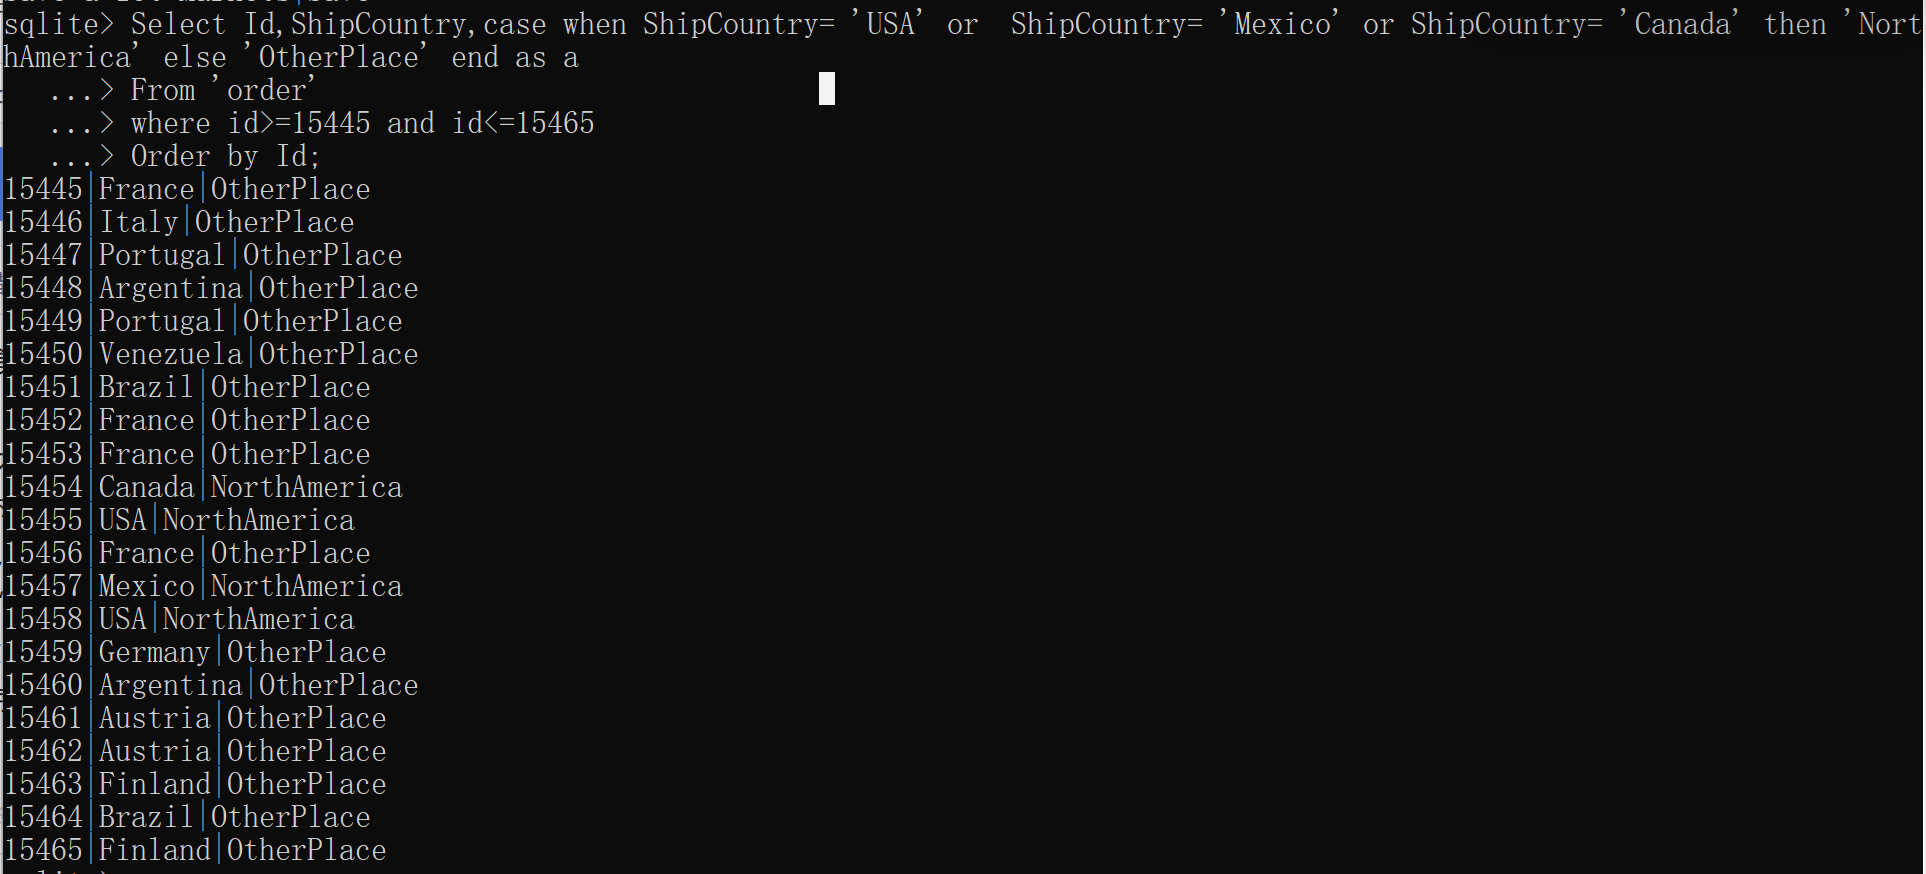 sqlite> Select Id,ShipCountry,case when ShipCountry= 'USA' or  ShipCountry= 'Mexico' or ShipCountry= 'Canada' then 'Nort
hAmerica' else 'OtherPlace' end as a
   ...> From 'order'
   ...> where id>=15445 and id<=15465
   ...> Order by Id;
15445|France|OtherPlace
15446|Italy|OtherPlace
15447|Portugal|OtherPlace
15448|Argentina|OtherPlace
15449|Portugal|OtherPlace
15450|Venezuela|OtherPlace
15451|Brazil|OtherPlace
15452|France|OtherPlace
15453|France|OtherPlace
15454|Canada|NorthAmerica
15455|USA|NorthAmerica
15456|France|OtherPlace
15457|Mexico|NorthAmerica
15458|USA|NorthAmerica
15459|Germany|OtherPlace
15460|Argentina|OtherPlace
15461|Austria|OtherPlace
15462|Austria|OtherPlace
15463|Finland|OtherPlace
15464|Brazil|OtherPlace
15465|Finland|OtherPlace